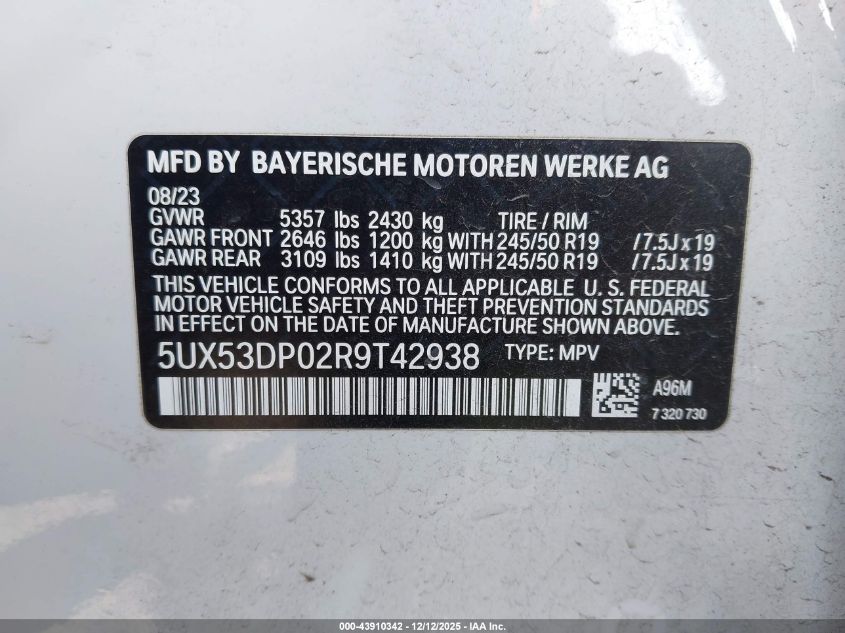 MFD BY BAYERISCHE MOTOREN WERKE AG
08/23
GVWR 5357 lbs 2430 kg TIRE / RIM
GAWR FRONT 2646 lbs 1200 kg WITH 245/50 R19 /7.5J x 19
GAWR REAR 3109 lbs 1410 kg WITH 245/50 R19 /7.5J x 19
THIS VEHICLE CONFORMS TO ALL APPLICABLE U. S. FEDERAL
MOTOR VEHICLE SAFETY AND THEFT PREVENTION STANDARDS
IN EFFECT ON THE DATE OF MANUFACTURE SHOWN ABOVE.
5UX53DP02R9T42938 TYPE: MPV
A96M
7 320 730
000-43910342 - 12/12/2025 - IAA Inc.